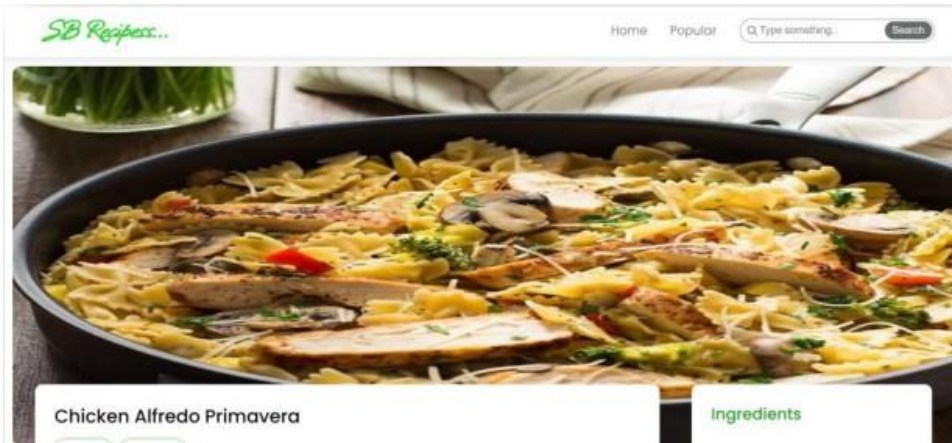 SB Recipess...
Home Popular Type something.. Search
Chicken Alfredo Primavera
Ingredients